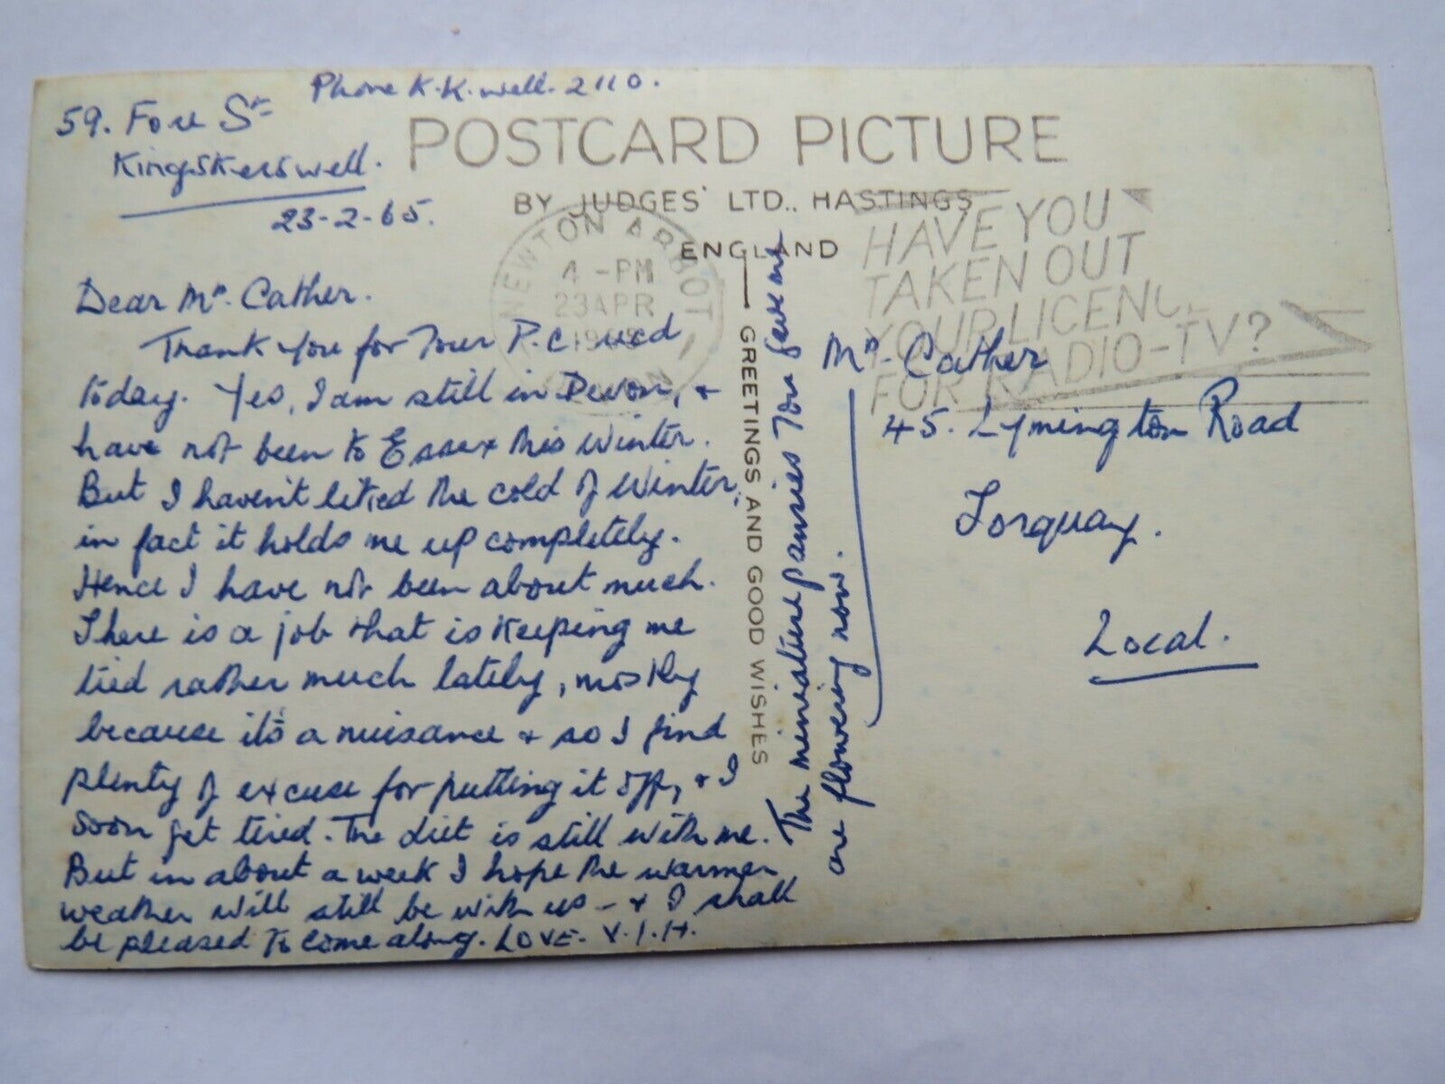 Phone K.K.well. 2110.
59. Fore St
Kingskerswell.
23-2-65.
POSTCARD PICTURE
BY JUDGES' LTD., HASTINGS
ENGLAND
NEWTON ABBOT
4-PM
23 APR
HAVE YOU
TAKEN OUT
YOUR LICENC
FOR RADIO-TV?
Dear Mrs. Cather.
Thank you for your P.c. recd
today. Yes, I am still in Devon, &
have not been to Essex this Winter.
But I haven't liked the cold of Winter,
in fact it holds me up completely.
Hence I have not been about much.
There is a job that is keeping me
tied rather much lately, mostly
because its a nuisance & so I find
plenty of excuse for putting it off, & I
soon get tired. The diet is still with me.
But in about a week I hope the warmer
weather will still be with us - & I shall
be pleased to come along. LOVE. V.I.H.
GREETINGS AND GOOD WISHES
The miniature pansies you gave me
are flowering now.
Mrs. Cather
45. Lymington Road
Torquay.
Local.